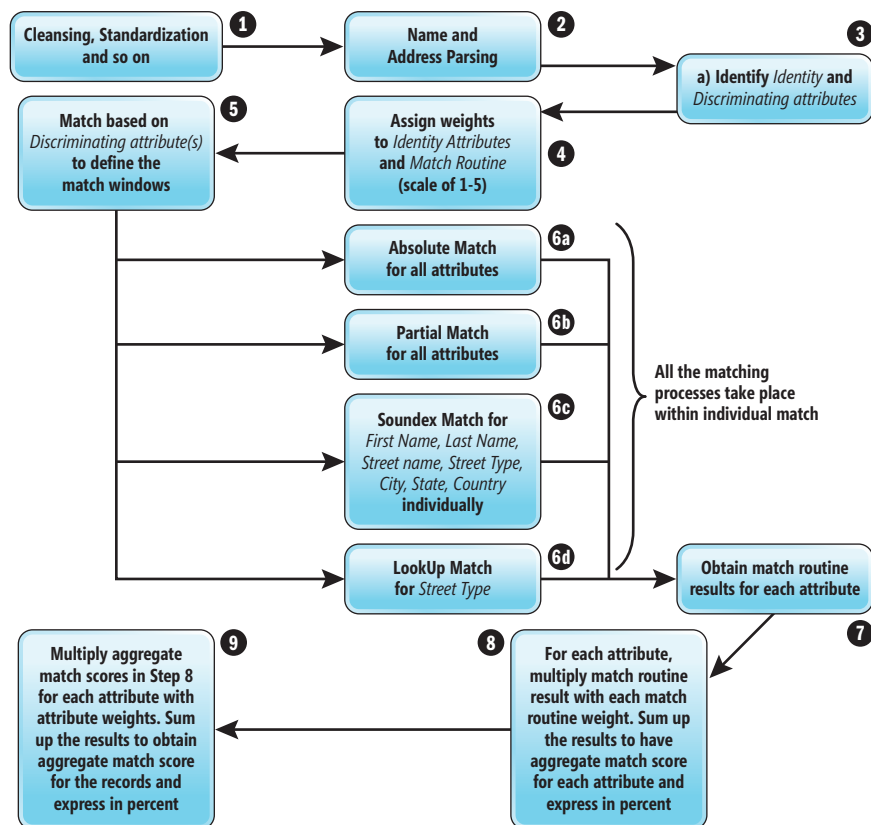 1
Cleansing, Standardization
and so on
2
Name and
Address Parsing
3
a) Identify Identity and
Discriminating attributes
4
Assign weights
to Identity Attributes
and Match Routine
(scale of 1-5)
5
Match based on
Discriminating attribute(s)
to define the
match windows
6a
Absolute Match
for all attributes
6b
Partial Match
for all attributes
6c
Soundex Match for
First Name, Last Name,
Street name, Street Type,
City, State, Country
individually
6d
LookUp Match
for Street Type
All the matching
processes take place
within individual match
Obtain match routine
results for each attribute
7
8
For each attribute,
multiply match routine
result with each match
routine weight. Sum up
the results to have
aggregate match score
for each attribute and
express in percent
9
Multiply aggregate
match scores in Step 8
for each attribute with
attribute weights. Sum
up the results to obtain
aggregate match score
for the records and
express in percent